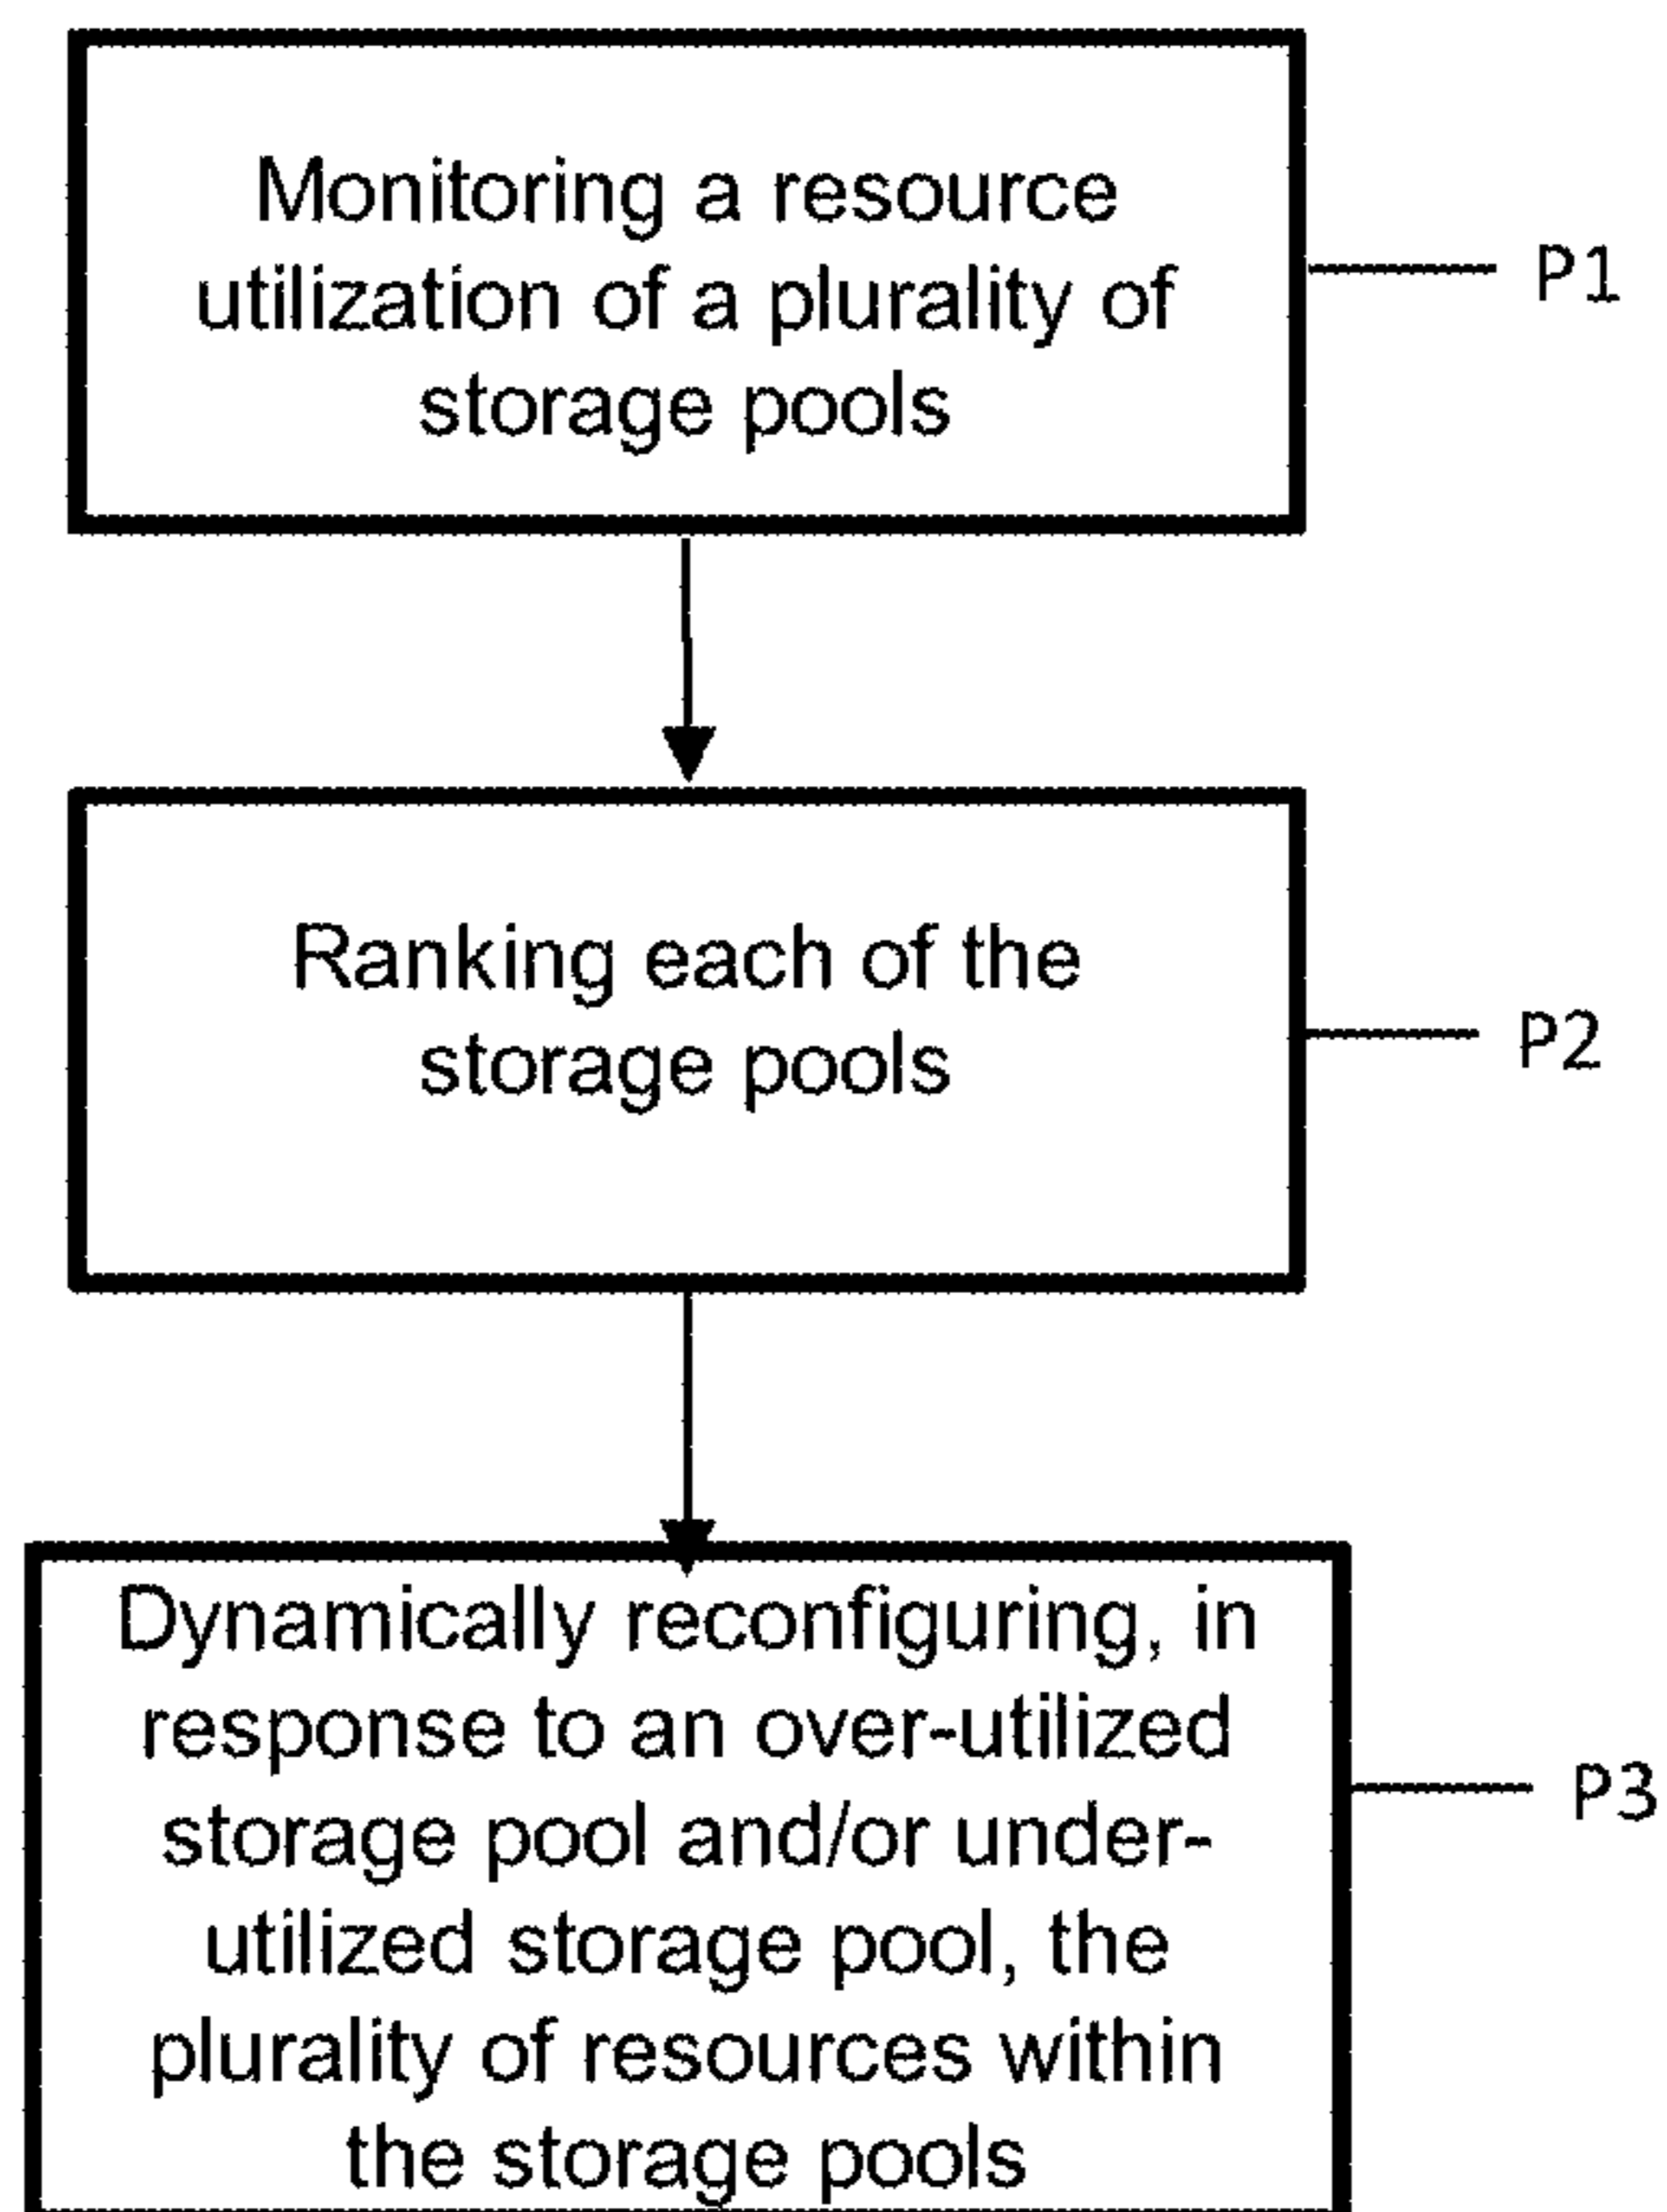 Monitoring a resource
utilization of a plurality of
storage pools
P1
Ranking each of the
storage pools
P2
Dynamically reconfiguring, in
response to an over-utilized
storage pool and/or under-
utilized storage pool, the
plurality of resources within
the storage pools
P3